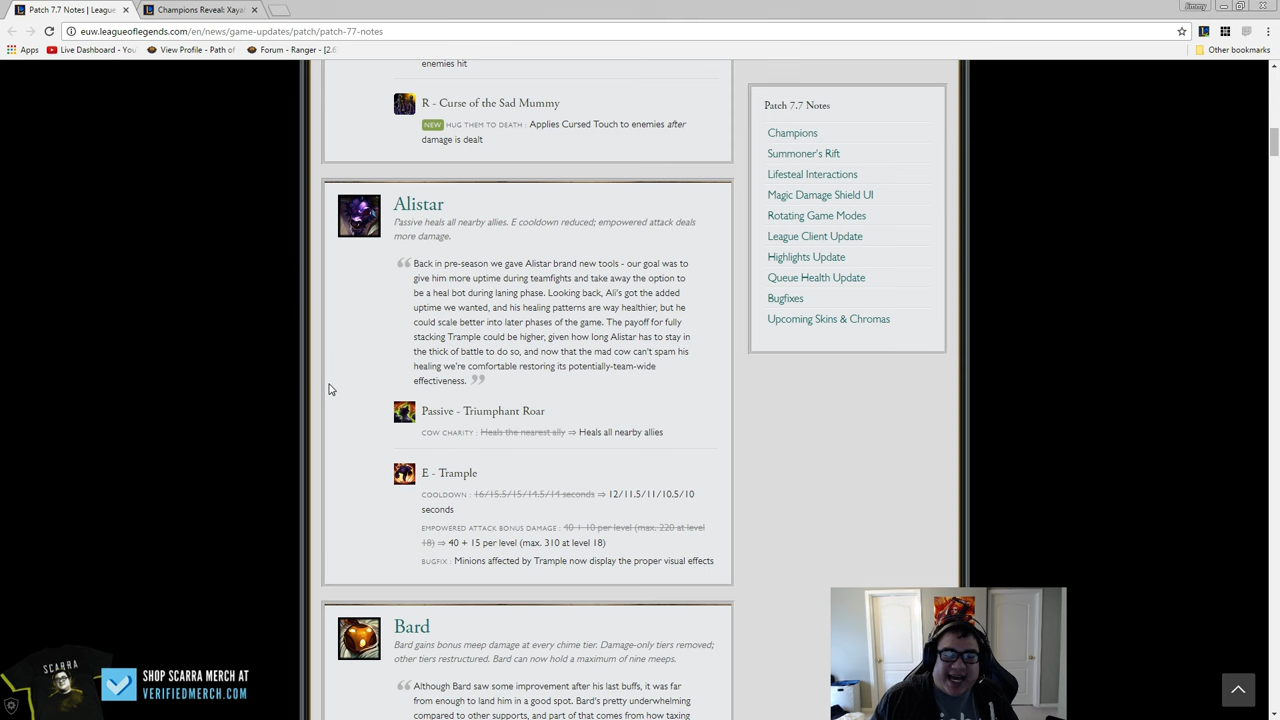 Patch 7.7 Notes | Leagu
Champions Reveal: Xaya
Jimmy
euw.leagueoflegends.com/en/news/game-updates/patch/patch-77-notes
Apps
Live Dashboard - You
View Profile - Path of
Forum - Ranger - [2.6
Other bookmarks
enemies hit
R - Curse of the Sad Mummy
NEW HUG THEM TO DEATH : Applies Cursed Touch to enemies after
damage is dealt
Alistar
Passive heals all nearby allies. E cooldown reduced; empowered attack deals
more damage.
Back in pre-season we gave Alistar brand new tools - our goal was to
give him more uptime during teamfights and take away the option to
be a heal bot during laning phase. Looking back, Ali's got the added
uptime we wanted, and his healing patterns are way healthier, but he
could scale better into later phases of the game. The payoff for fully
stacking Trample could be higher, given how long Alistar has to stay in
the thick of battle to do so, and now that the mad cow can't spam his
healing we're comfortable restoring its potentially-team-wide
effectiveness.
Passive - Triumphant Roar
COW CHARITY : Heals the nearest ally ⇒ Heals all nearby allies
E - Trample
COOLDOWN : 16/15.5/15/14.5/14 seconds ⇒ 12/11.5/11/10.5/10
seconds
EMPOWERED ATTACK BONUS DAMAGE : 40 + 10 per level (max. 220 at level
18) ⇒ 40 + 15 per level (max. 310 at level 18)
BUGFIX : Minions affected by Trample now display the proper visual effects
Bard
Bard gains bonus meep damage at every chime tier. Damage-only tiers removed;
other tiers restructured. Bard can now hold a maximum of nine meeps.
Although Bard saw some improvement after his last buffs, it was far
from enough to land him in a good spot. Bard's pretty underwhelming
compared to other supports, and part of that comes from how taxing
Patch 7.7 Notes
Champions
Summoner's Rift
Lifesteal Interactions
Magic Damage Shield UI
Rotating Game Modes
League Client Update
Highlights Update
Queue Health Update
Bugfixes
Upcoming Skins & Chromas
SCARRA
SHOP SCARRA MERCH AT
VERIFIEDMERCH.COM